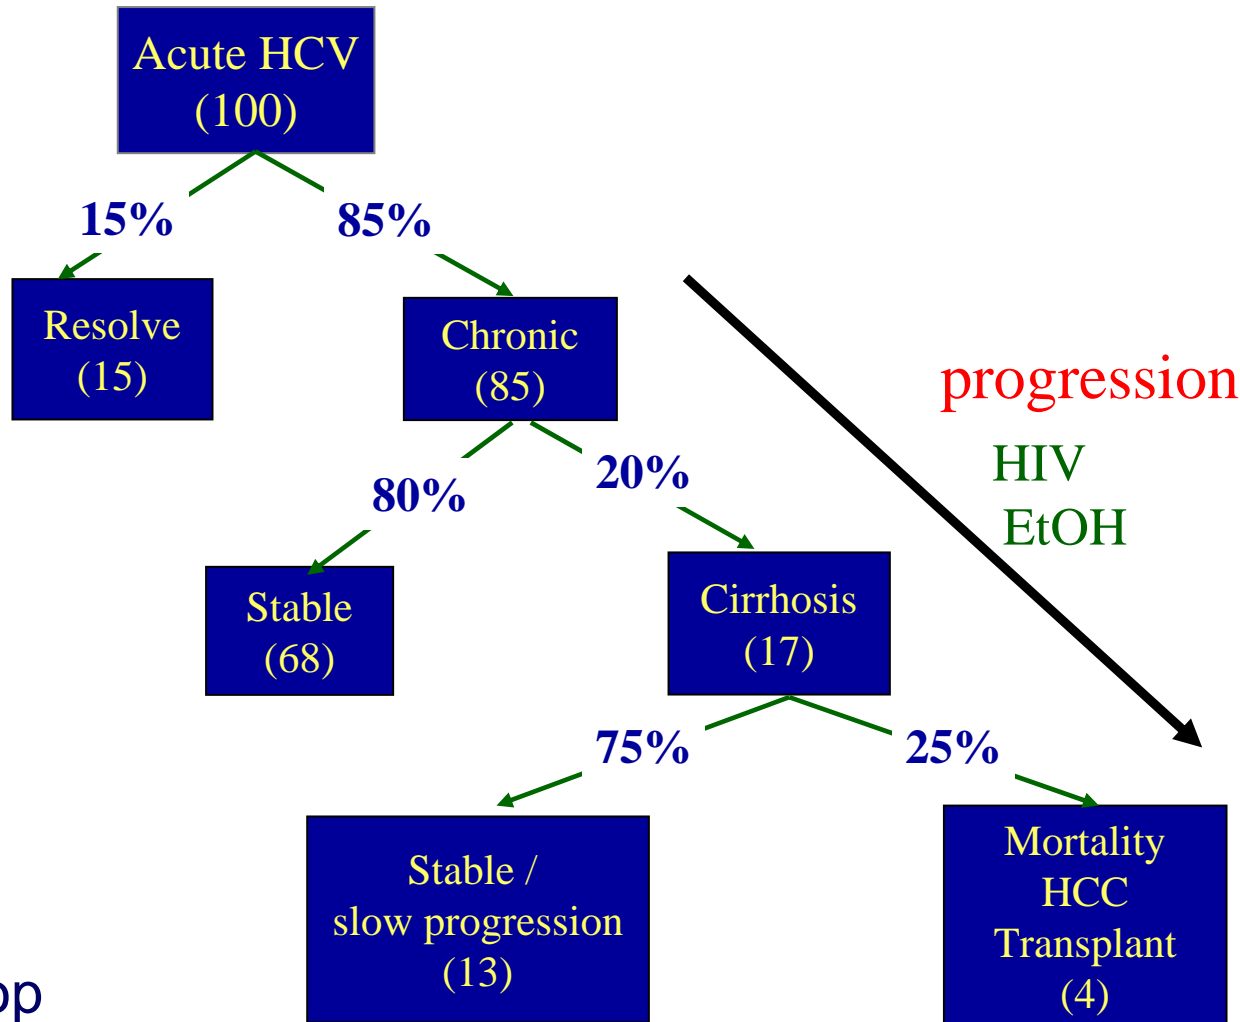 Acute HCV
(100)
15%
85%
Resolve
(15)
Chronic
(85)
progression
HIV
EtOH
80%
20%
Stable
(68)
Cirrhosis
(17)
75%
25%
Stable /
slow progression
(13)
Mortality
HCC
Transplant
(4)